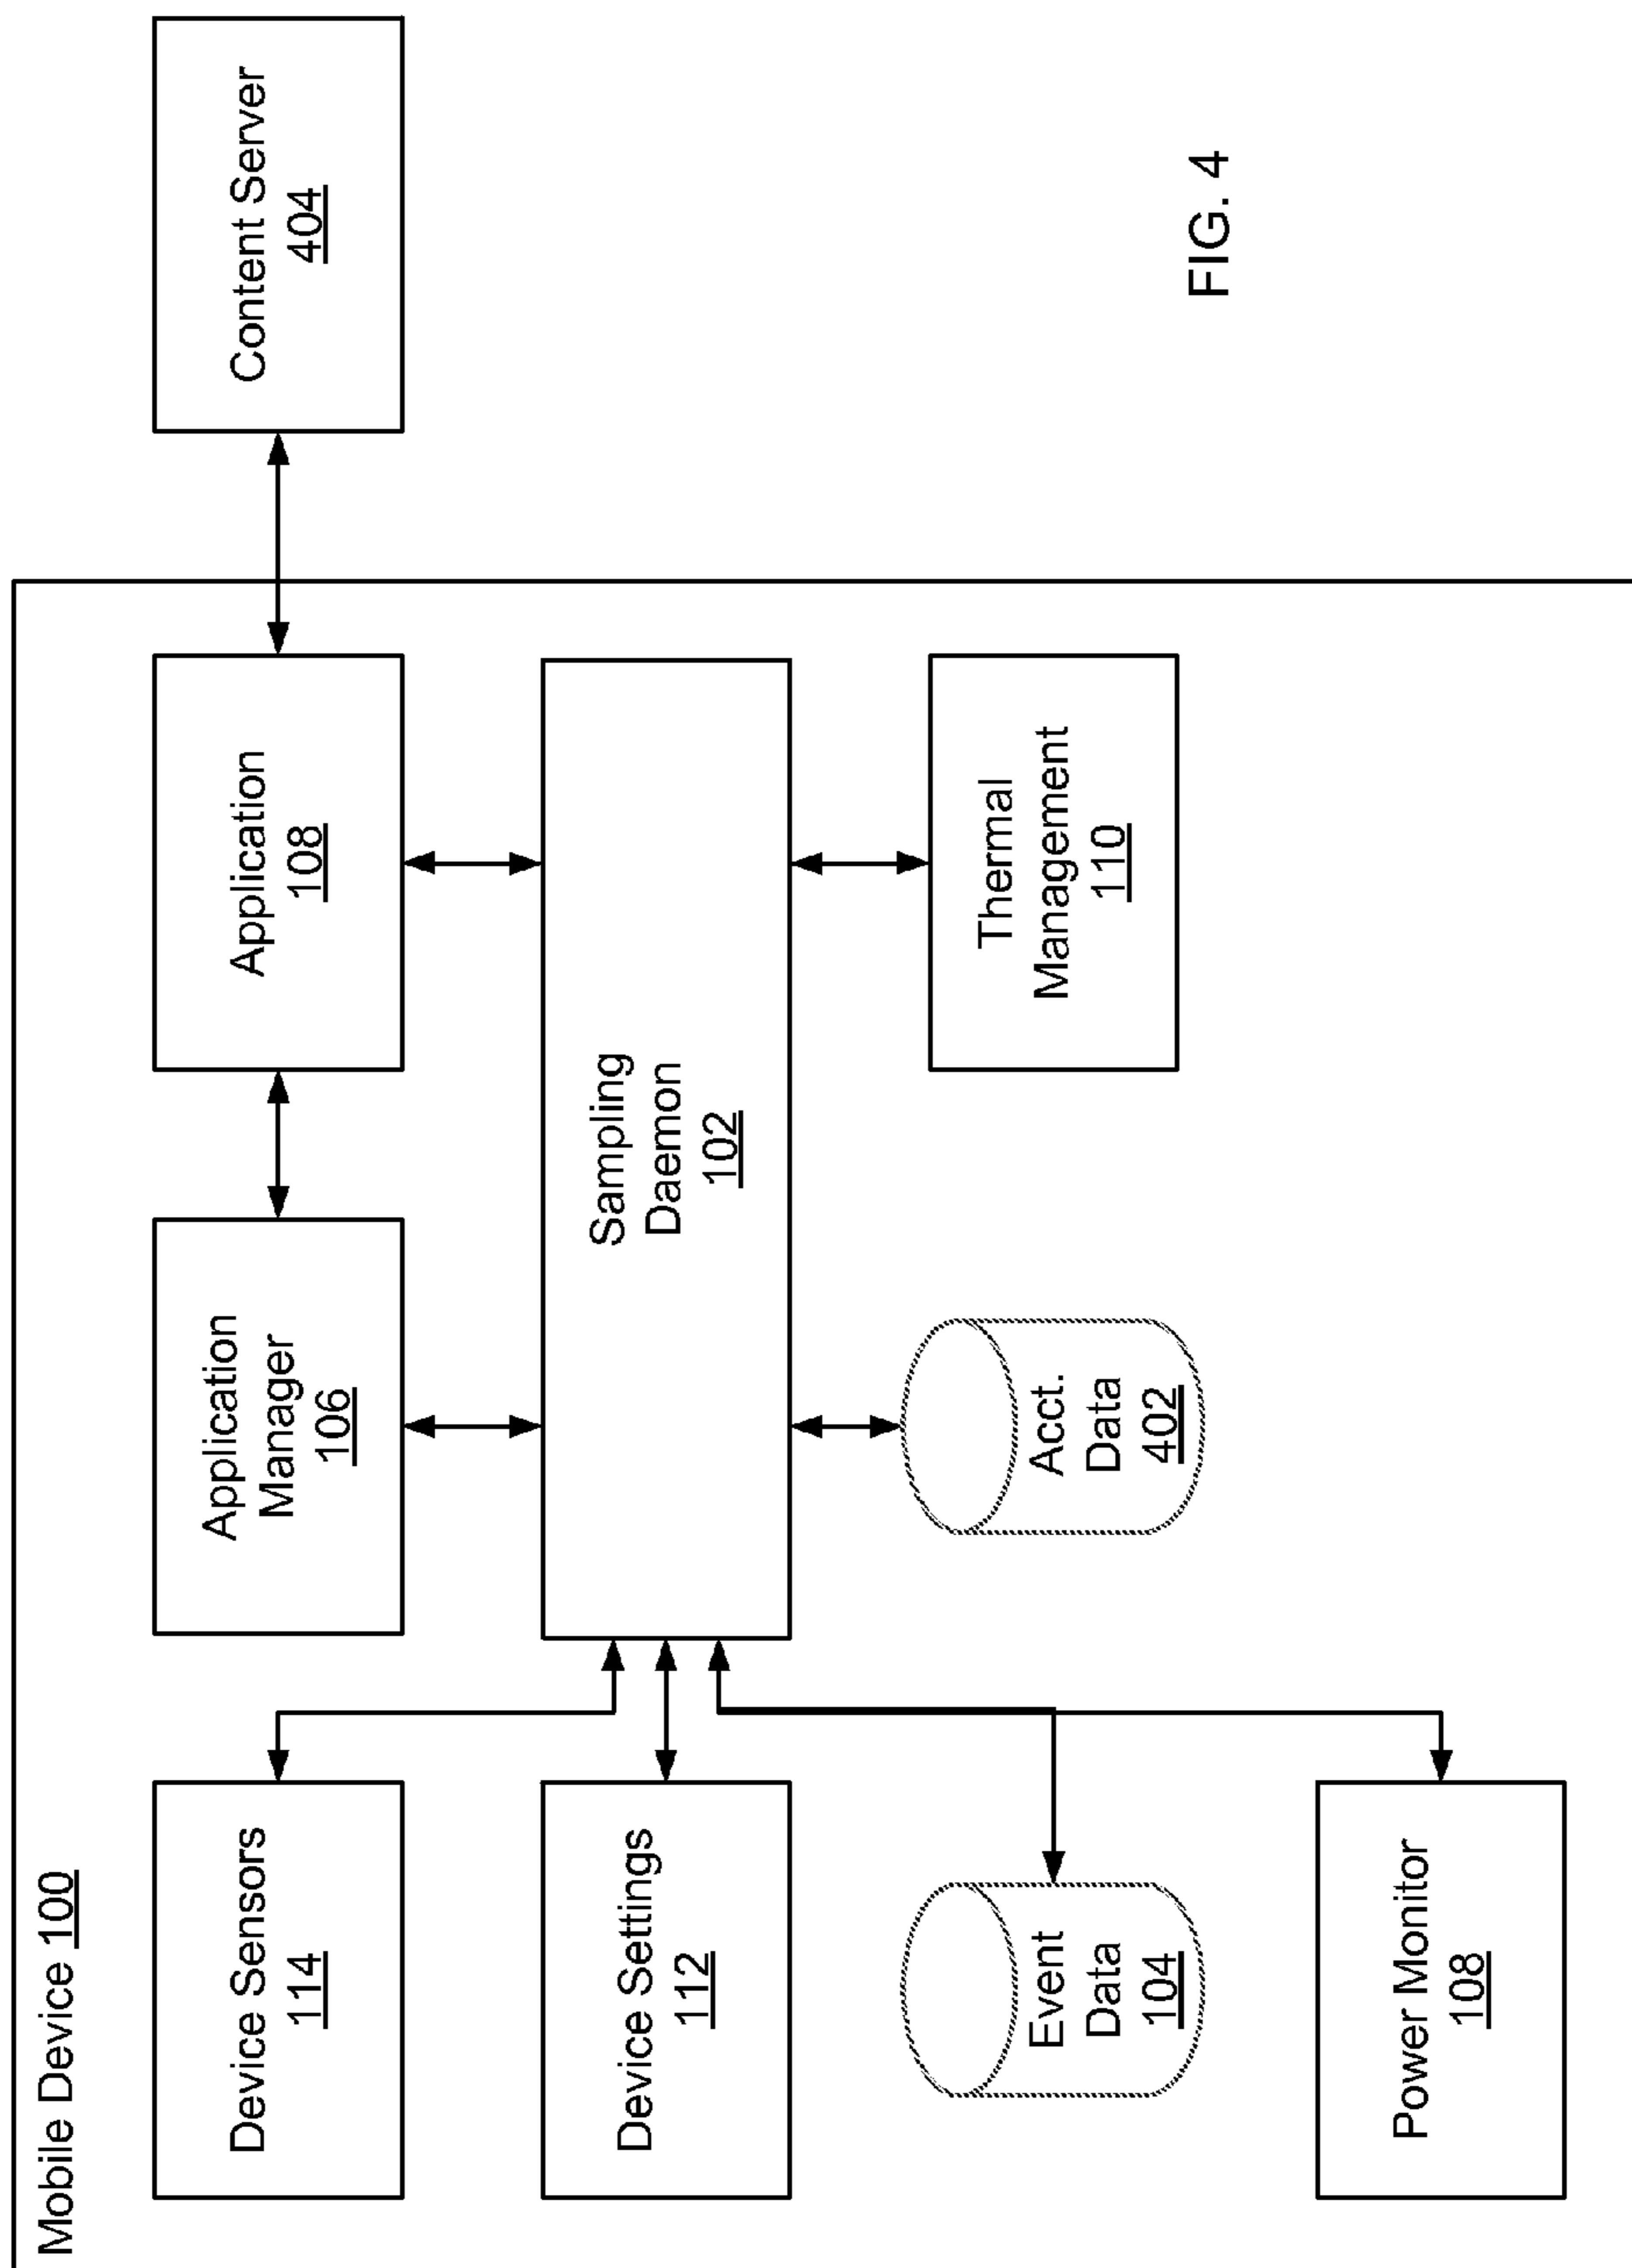 Mobile Device 100
Device Sensors
114
Application
Manager
106
Application
108
Content Server
404
Device Settings
112
Sampling
Daemon
102
Event
Data
104
Acct.
Data
402
Thermal
Management
110
Power Monitor
108
FIG. 4